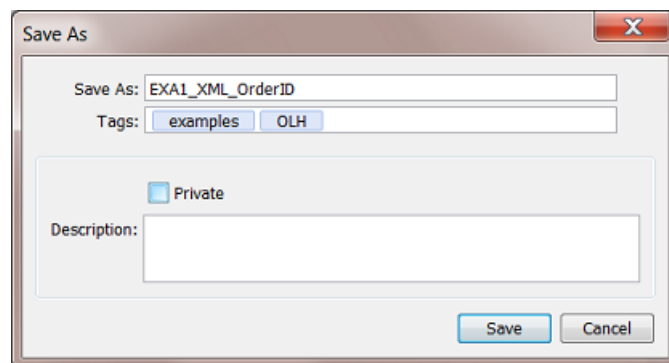 Save As
Save As: EXA1_XML_OrderID
Tags: examples OLH
Private
Description:
Save Cancel